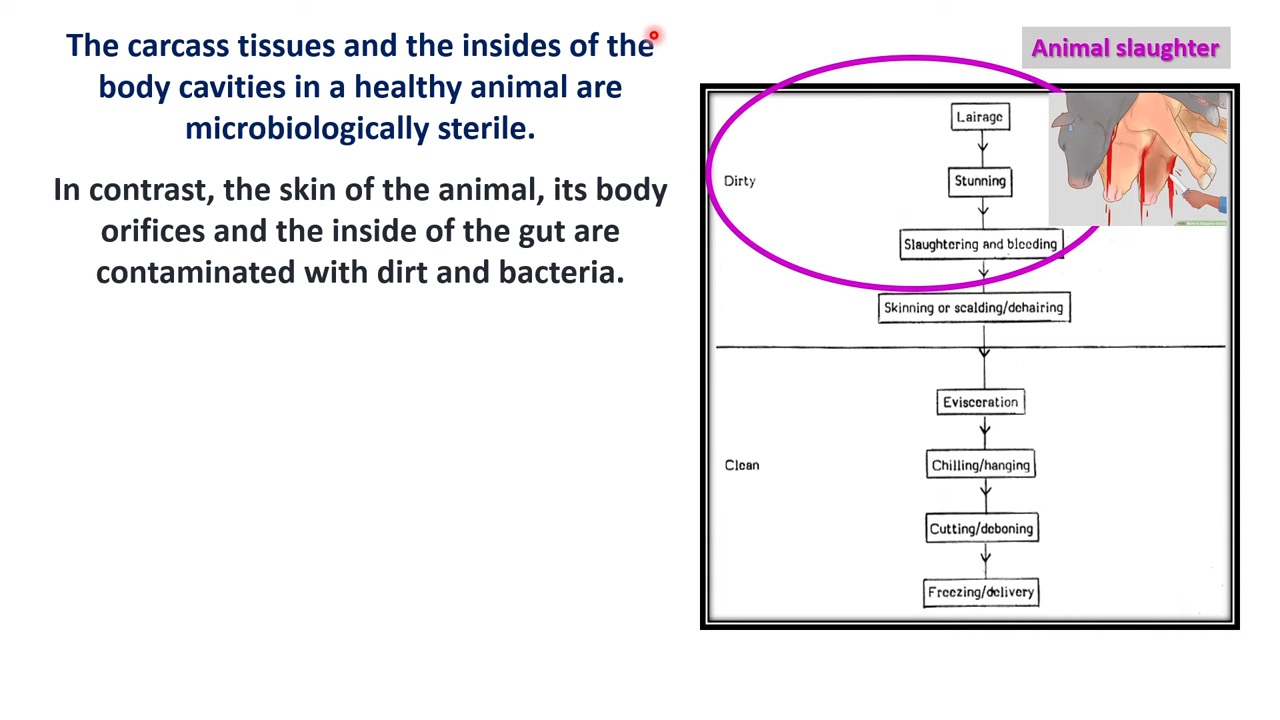 The carcass tissues and the insides of the
body cavities in a healthy animal are
microbiologically sterile.
In contrast, the skin of the animal, its body
orifices and the inside of the gut are
contaminated with dirt and bacteria.
Animal slaughter
Lairage
Dirty
Stunning
Slaughtering and bleeding
Skinning or scalding/dehairing
Evisceration
Clean
Chilling/hanging
Cutting/deboning
Freezing/delivery